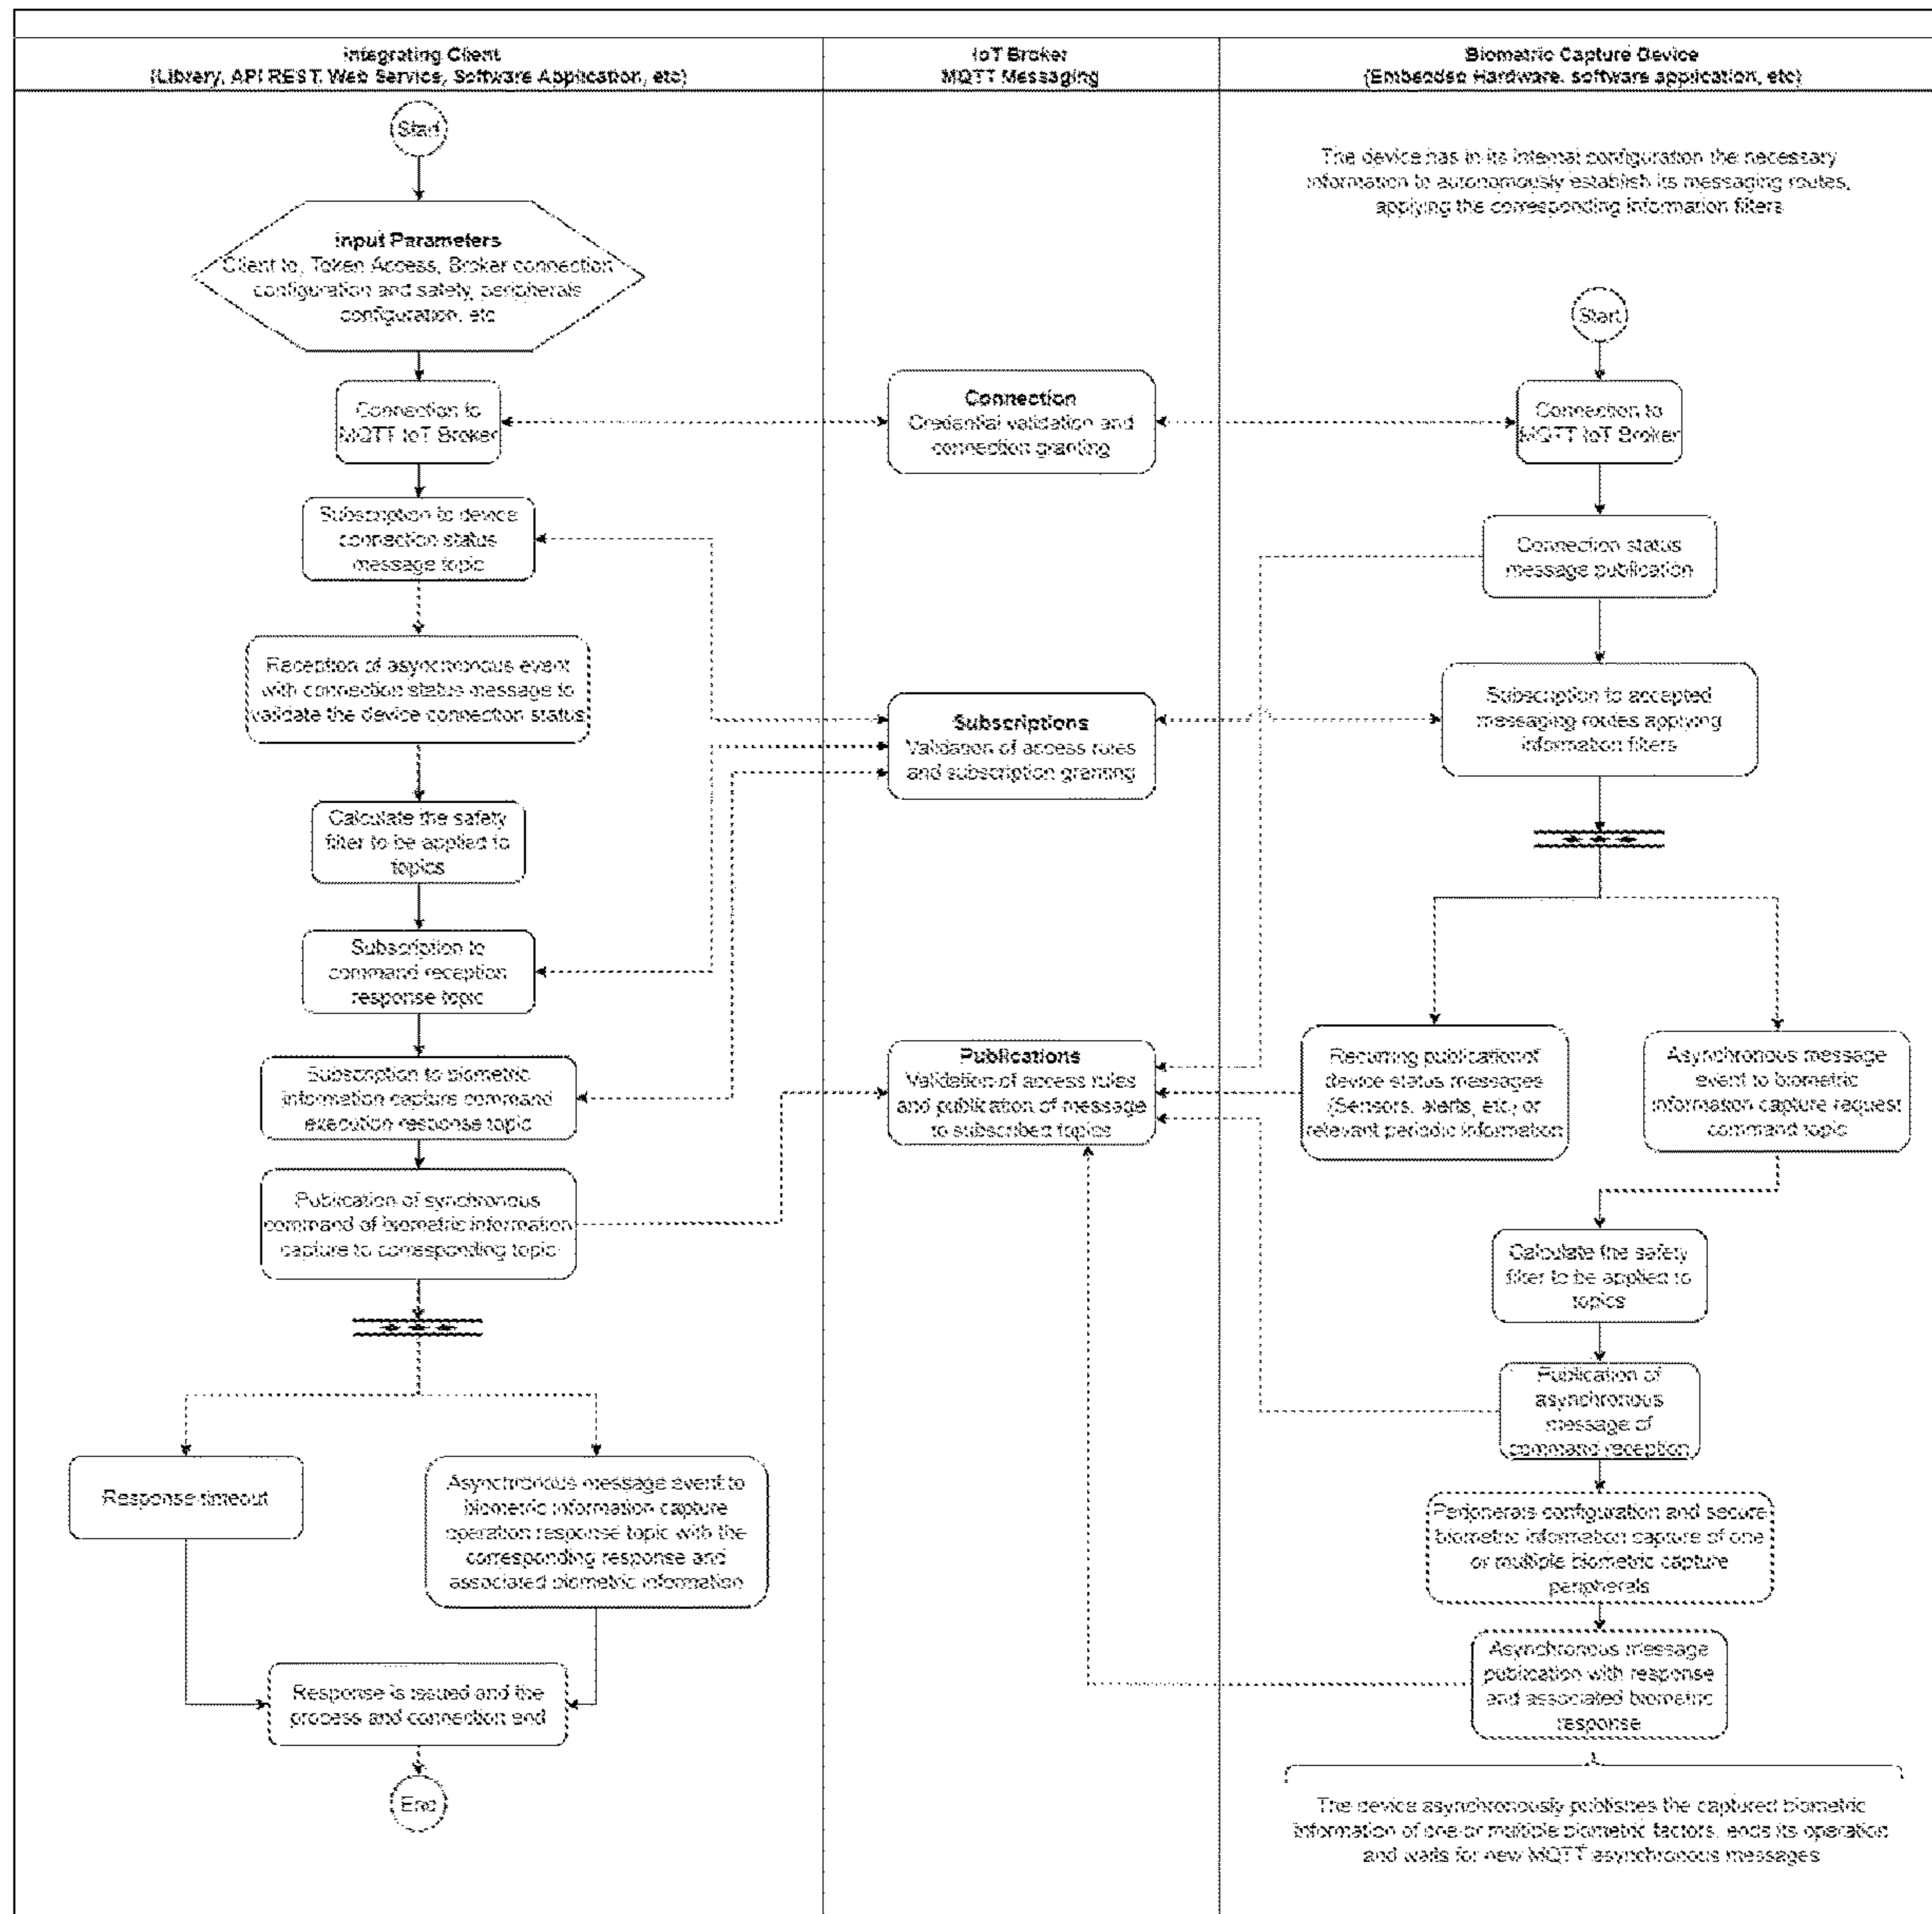 Integrating Client
(Library, API REST, Web Service, Software Application, etc)
IoT Broker
MQTT Messaging
Biometric Capture Device
(Embedded Hardware, software application, etc)
Start
Input Parameters
Client Id, Token Access, Broker connection
configuration and safety, peripherals
configuration, etc
Connection to
MQTT IoT Broker
Subscription to device
connection status
message topic
Reception of asynchronous event
with connection status message to
validate the device connection status
Calculate the safety
filter to be applied to
topics
Subscription to
command reception
response topic
Subscription to biometric
information capture command
execution response topic
Publication of synchronous
command of biometric information
capture to corresponding topic
Response timeout
Asynchronous message event to
biometric information capture
operation response topic with the
corresponding response and
associated biometric information
Response is issued and the
process and connection end
End
Connection
Credential validation and
connection granting
Subscriptions
Validation of access rules
and subscription granting
Publications
Validation of access rules
and publication of message
to subscribed topics
The device has in its internal configuration the necessary
information to autonomously establish its messaging routes,
applying the corresponding information filters
Start
Connection to
MQTT IoT Broker
Connection status
message publication
Subscription to accepted
messaging routes applying
information filters
Recurring publication of
device status messages
(Sensors, alerts, etc) or
relevant periodic information
Asynchronous message
event to biometric
information capture request
command topic
Calculate the safety
filter to be applied to
topics
Publication of
asynchronous
message of
command reception
Peripherals configuration and secure
biometric information capture of one
or multiple biometric capture
peripherals
Asynchronous message
publication with response
and associated biometric
response
The device asynchronously publishes the captured biometric
information of one or multiple biometric factors, ends its operation
and waits for new MQTT asynchronous messages